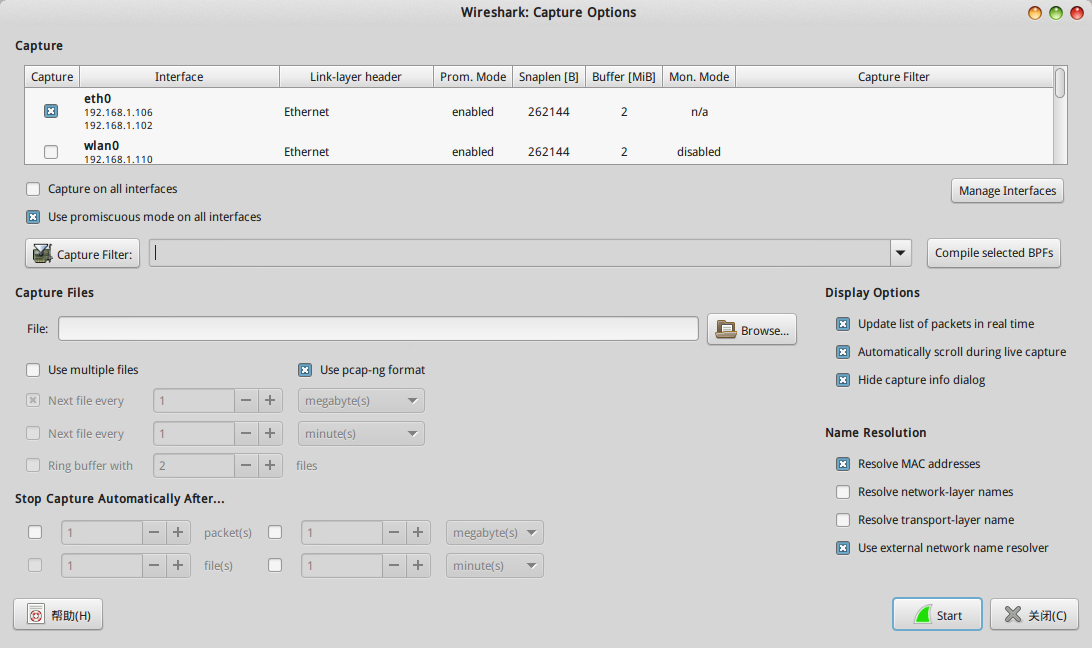 Wireshark: Capture Options
Capture
Capture Interface Link-layer header Prom. Mode Snaplen [B] Buffer [MiB] Mon. Mode Capture Filter
eth0
192.168.1.106
192.168.1.102
Ethernet enabled 262144 2 n/a
wlan0
192.168.1.110
Ethernet enabled 262144 2 disabled
Capture on all interfaces
Manage Interfaces
Use promiscuous mode on all interfaces
Capture Filter:
Compile selected BPFs
Capture Files
File:
Browse...
Use multiple files
Use pcap-ng format
Next file every 1 megabyte(s)
Next file every 1 minute(s)
Ring buffer with 2 files
Stop Capture Automatically After...
1 packet(s) 1 megabyte(s)
1 file(s) 1 minute(s)
Display Options
Update list of packets in real time
Automatically scroll during live capture
Hide capture info dialog
Name Resolution
Resolve MAC addresses
Resolve network-layer names
Resolve transport-layer name
Use external network name resolver
帮助(H)
Start
关闭(C)